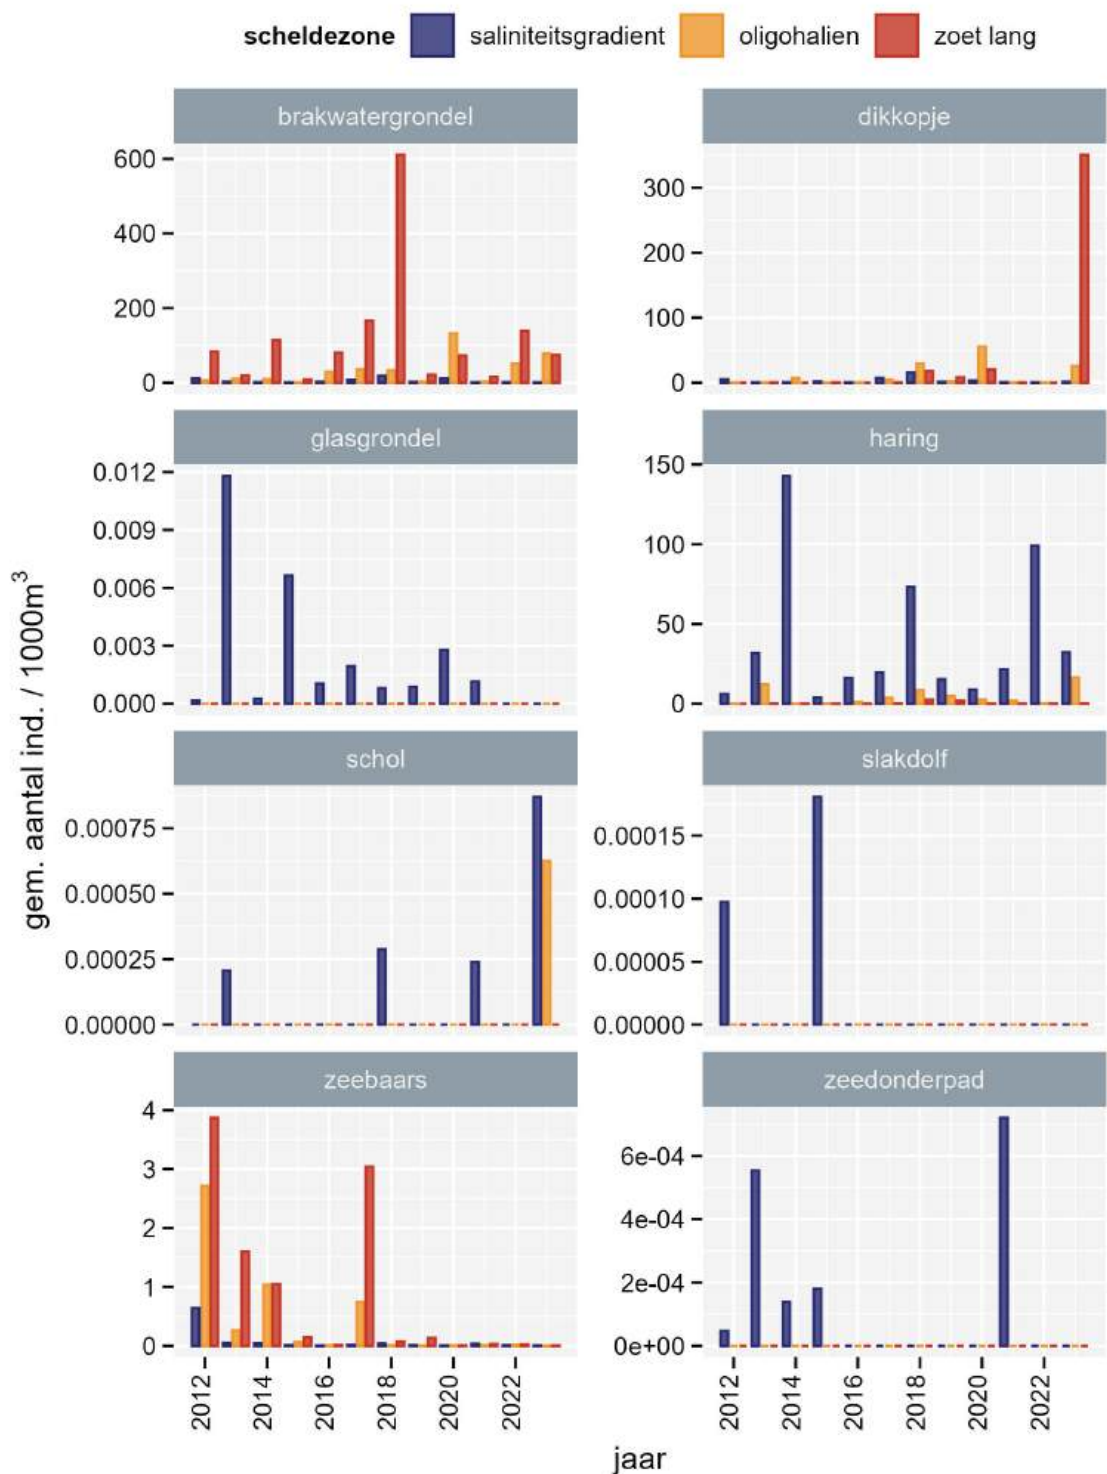 scheldezone saliniteitsgradient oligohalien zoet lang
brakwatergrondel dikkopje
600
400
200
0
300
200
100
0
glasgrondel haring
0.012
0.009
0.006
0.003
0.000
150
100
50
0
schol slakdolf
0.00075
0.00050
0.00025
0.00000
0.00015
0.00010
0.00005
0.00000
zeebaars zeedonderpad
4
3
2
1
0
6e-04
4e-04
2e-04
0e+00
2012 2014 2016 2018 2020 2022
2012 2014 2016 2018 2020 2022
gem. aantal ind. / 1000m³
jaar